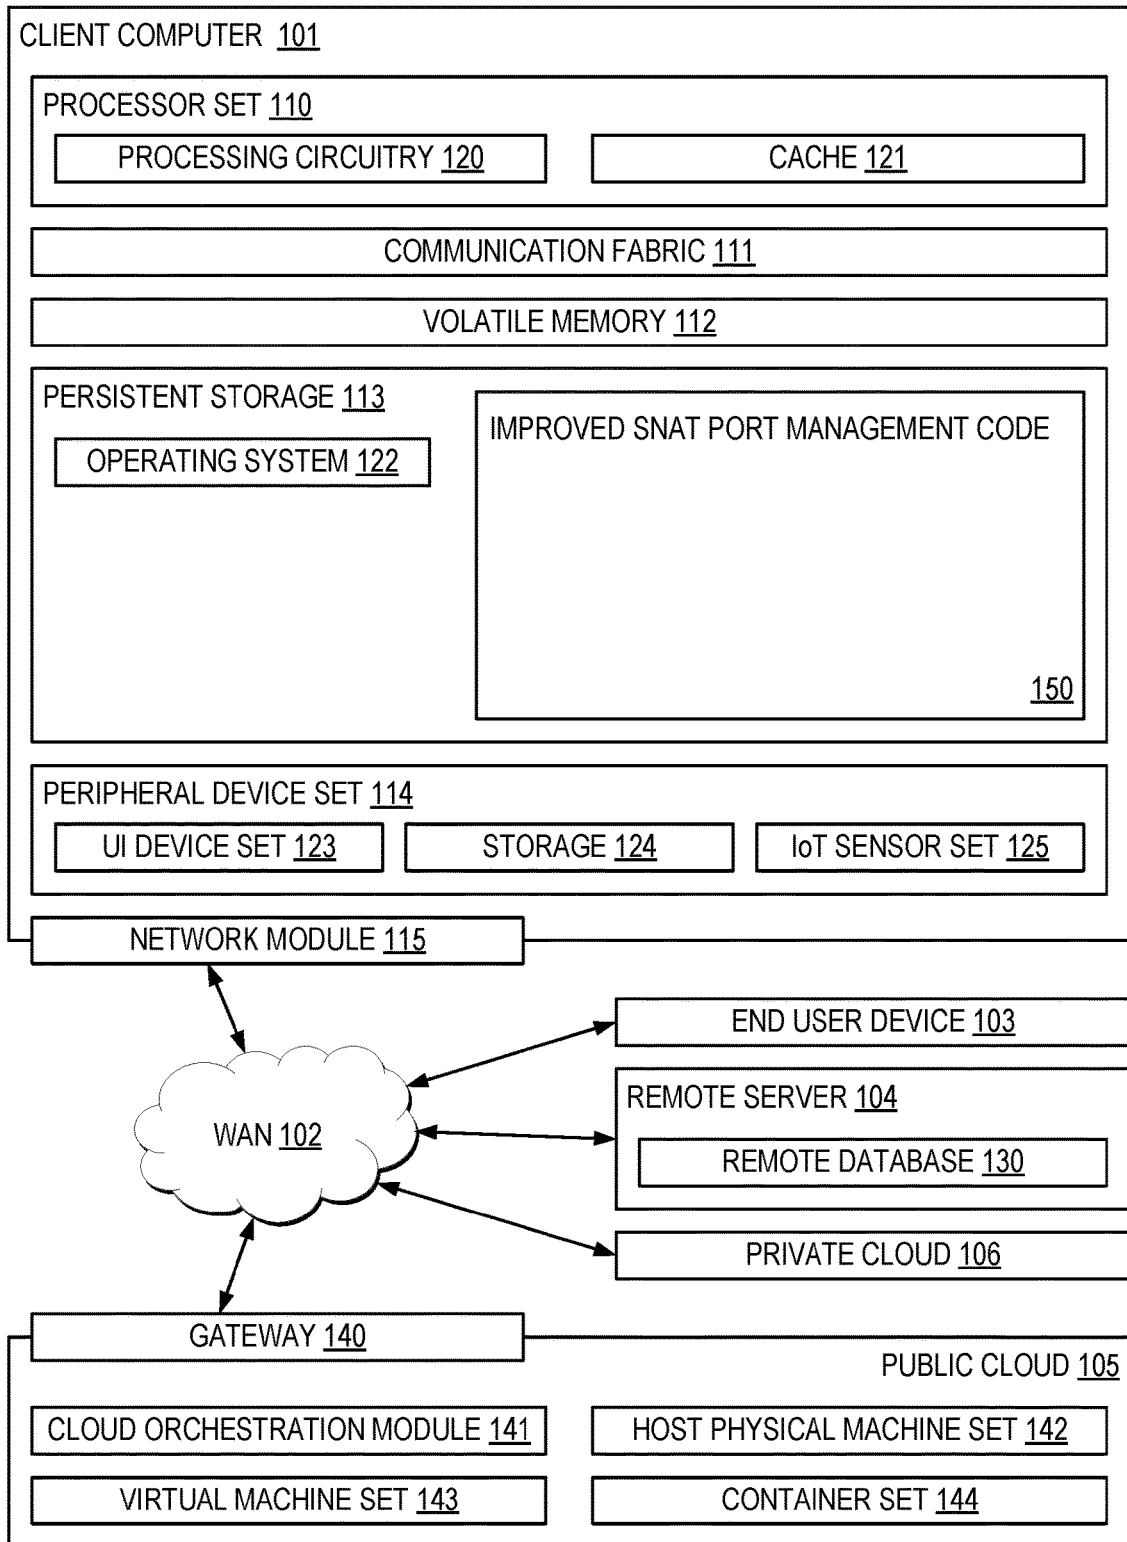 CLIENT COMPUTER 101
PROCESSOR SET 110
PROCESSING CIRCUITRY 120
CACHE 121
COMMUNICATION FABRIC 111
VOLATILE MEMORY 112
PERSISTENT STORAGE 113
OPERATING SYSTEM 122
IMPROVED SNAT PORT MANAGEMENT CODE
150
PERIPHERAL DEVICE SET 114
UI DEVICE SET 123
STORAGE 124
IoT SENSOR SET 125
NETWORK MODULE 115
END USER DEVICE 103
REMOTE SERVER 104
WAN 102
REMOTE DATABASE 130
PRIVATE CLOUD 106
GATEWAY 140
PUBLIC CLOUD 105
CLOUD ORCHESTRATION MODULE 141
HOST PHYSICAL MACHINE SET 142
VIRTUAL MACHINE SET 143
CONTAINER SET 144